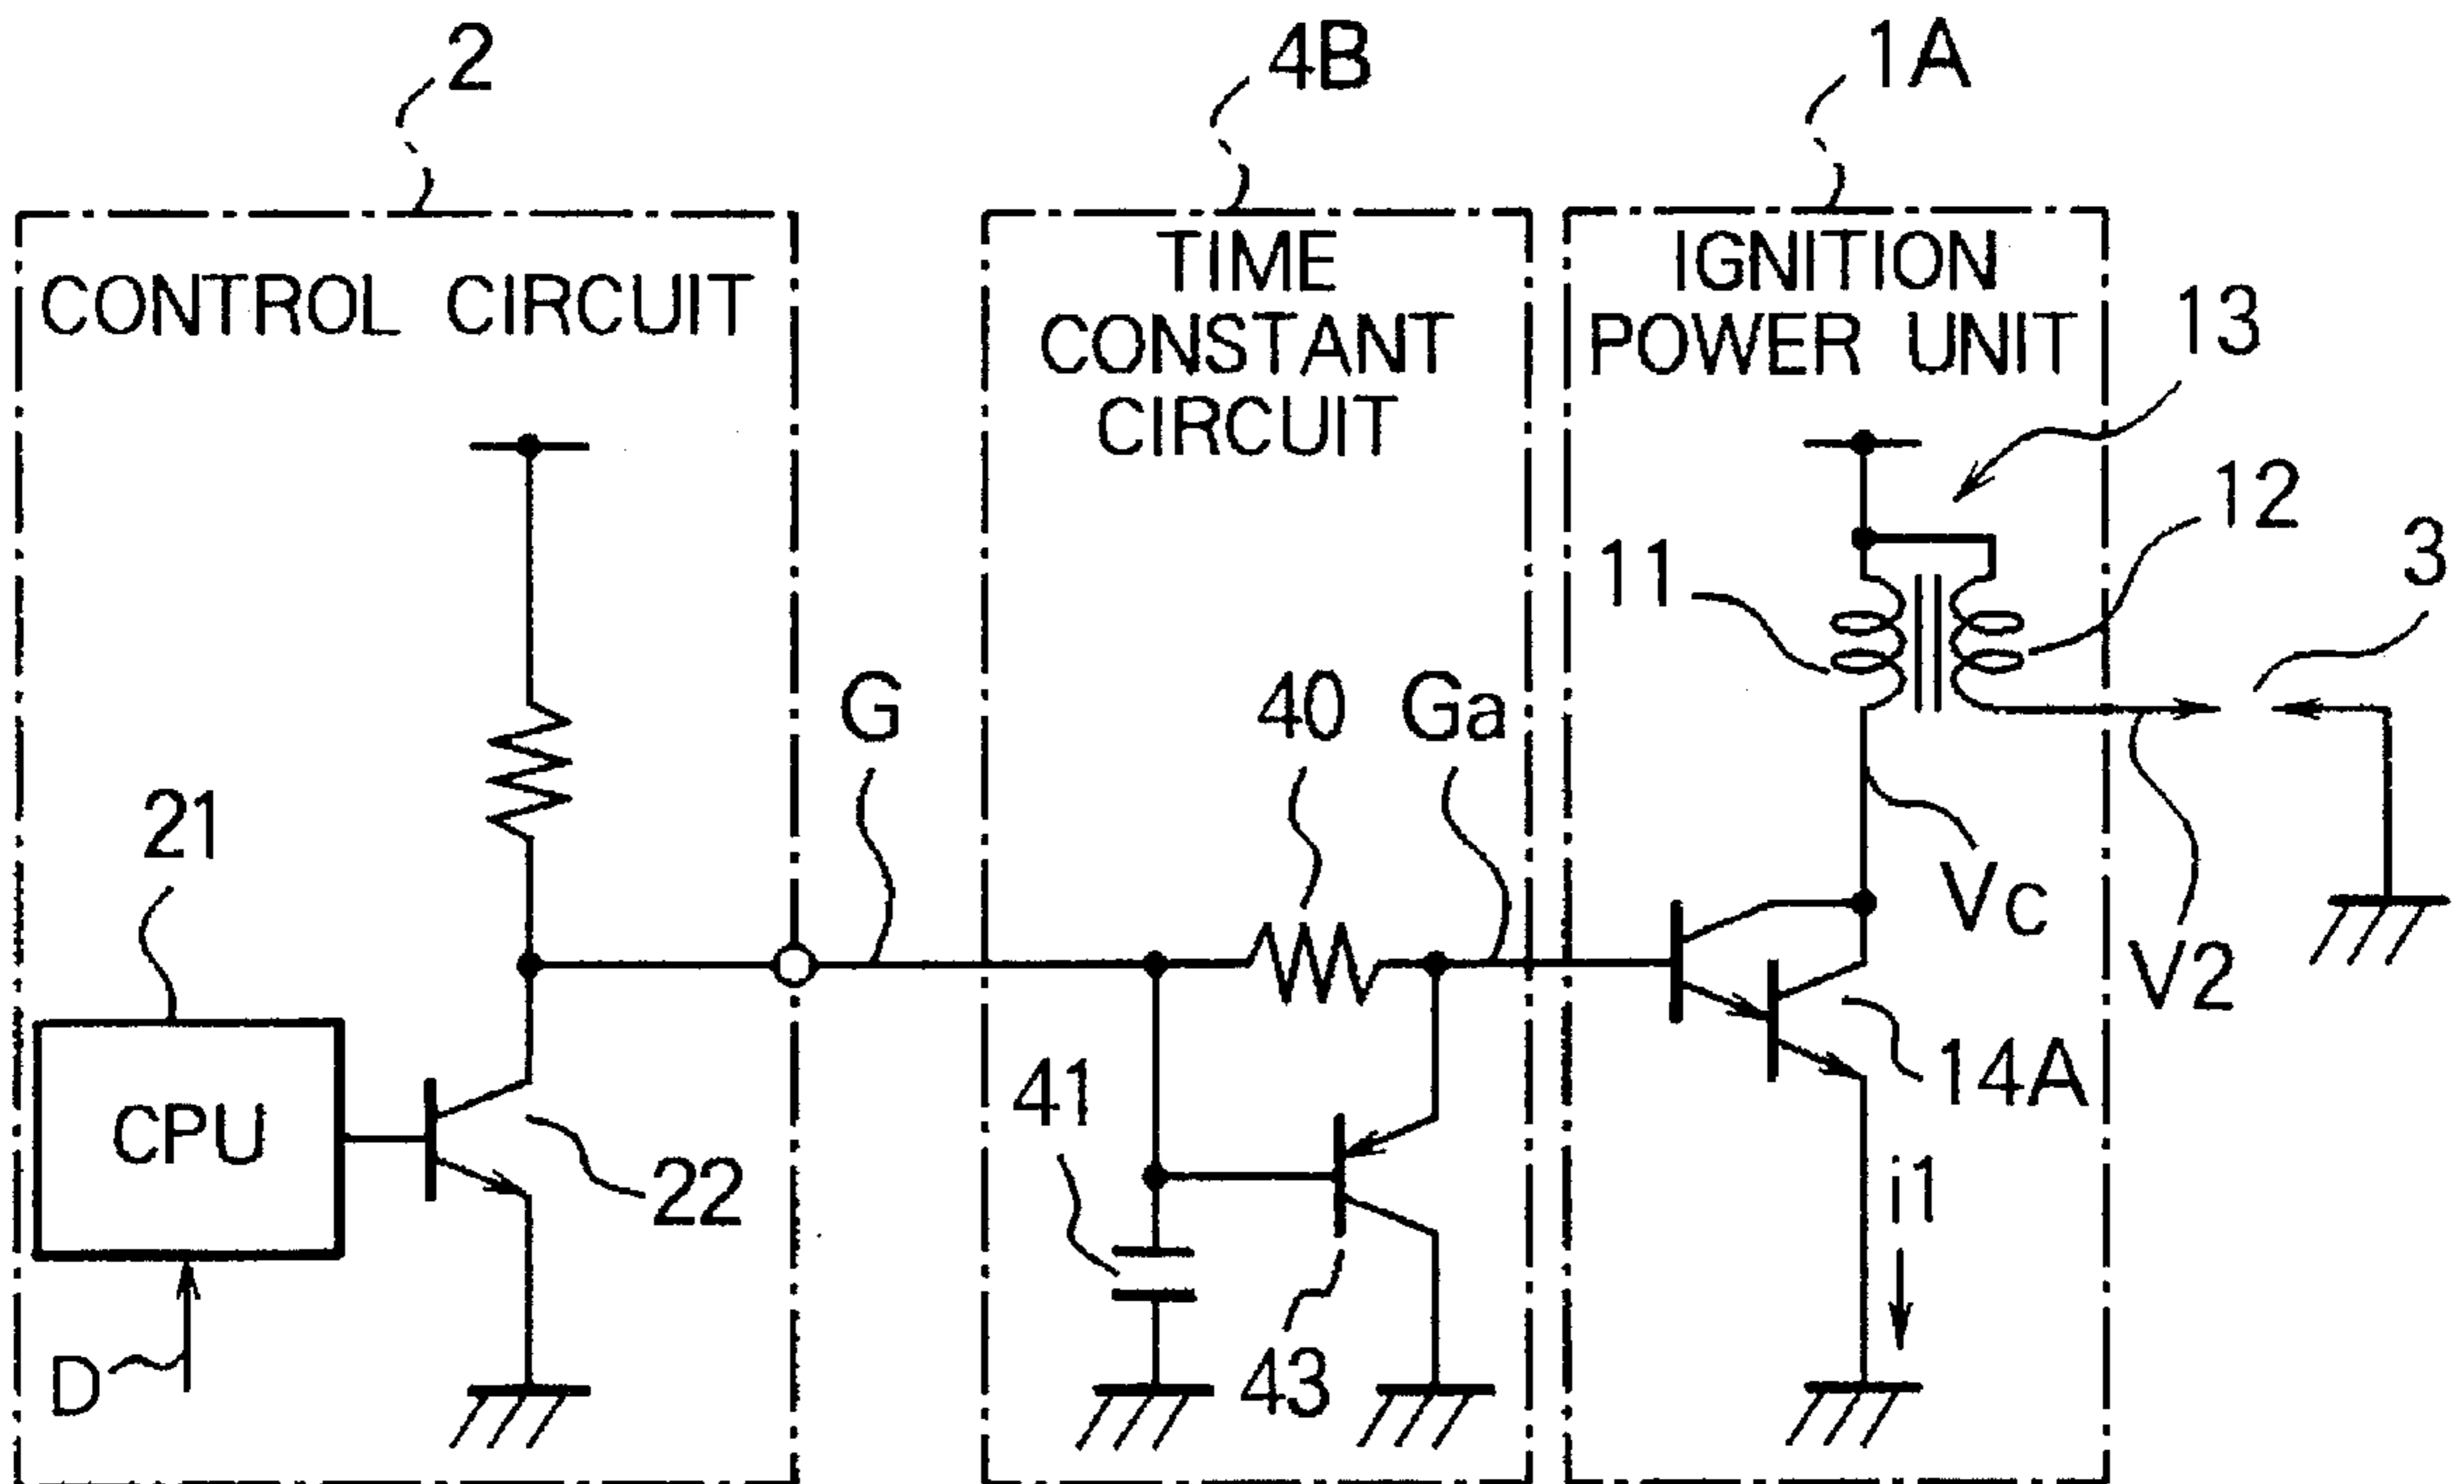 2
4B
1A
CONTROL CIRCUIT
TIME
CONSTANT
CIRCUIT
IGNITION
POWER UNIT
13
12
11
3
G
40
Ga
21
VC
V2
CPU
22
41
14A
i1
D
43